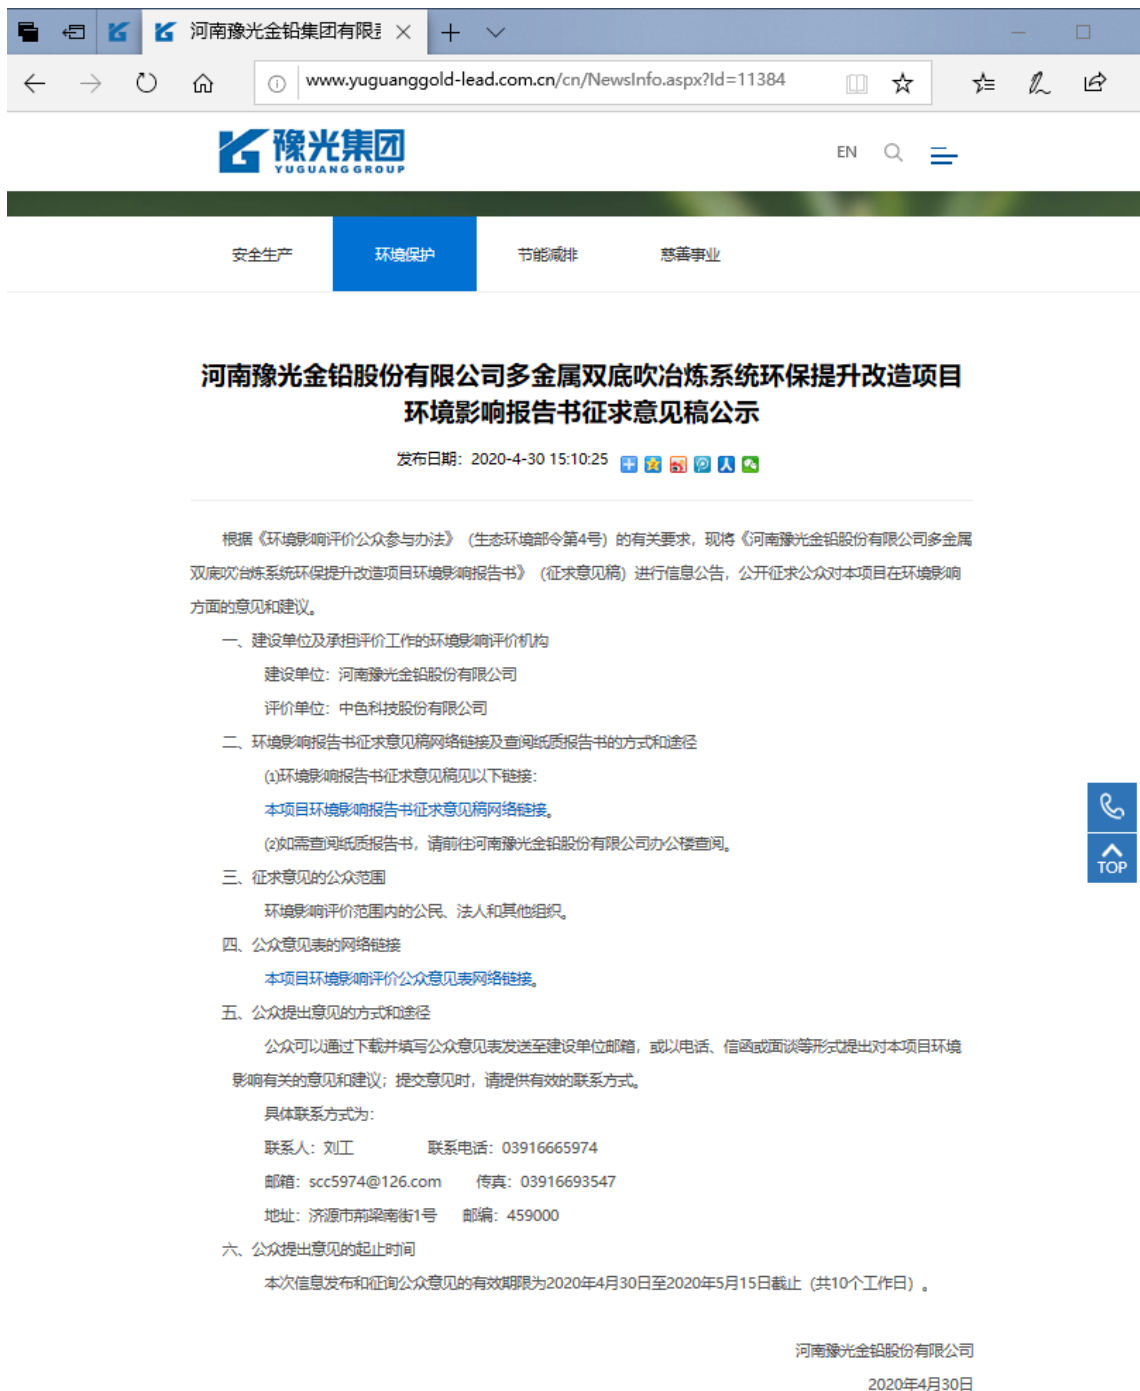 河南豫光金铅集团有限
www.yuguanggold-lead.com.cn/cn/NewsInfo.aspx?Id=11384
豫光集团
YUGUANG GROUP
EN
安全生产 环境保护 节能减排 慈善事业
河南豫光金铅股份有限公司多金属双底吹冶炼系统环保提升改造项目
环境影响报告书征求意见稿公示
发布日期：2020-4-30 15:10:25
根据《环境影响评价公众参与办法》（生态环境部令第4号）的有关要求，现将《河南豫光金铅股份有限公司多金属
双底吹冶炼系统环保提升改造项目环境影响报告书》（征求意见稿）进行信息公告，公开征求公众对本项目在环境影响
方面的意见和建议。
一、建设单位及承担评价工作的环境影响评价机构
建设单位：河南豫光金铅股份有限公司
评价单位：中色科技股份有限公司
二、环境影响报告书征求意见稿网络链接及查阅纸质报告书的方式和途径
(1)环境影响报告书征求意见稿见以下链接：
本项目环境影响报告书征求意见稿网络链接。
(2)如需查阅纸质报告书，请前往河南豫光金铅股份有限公司办公楼查阅。
三、征求意见的公众范围
环境影响评价范围内的公民、法人和其他组织。
四、公众意见表的网络链接
本项目环境影响评价公众意见表网络链接。
五、公众提出意见的方式和途径
公众可以通过下载并填写公众意见表发送至建设单位邮箱，或以电话、信函或面谈等形式提出对本项目环境
影响有关的意见和建议；提交意见时，请提供有效的联系方式。
具体联系方式为：
联系人：刘工 联系电话：03916665974
邮箱：scc5974@126.com 传真：03916693547
地址：济源市荆梁南街1号 邮编：459000
六、公众提出意见的起止时间
本次信息发布和征询公众意见的有效期限为2020年4月30日至2020年5月15日截止（共10个工作日）。
河南豫光金铅股份有限公司
2020年4月30日
TOP